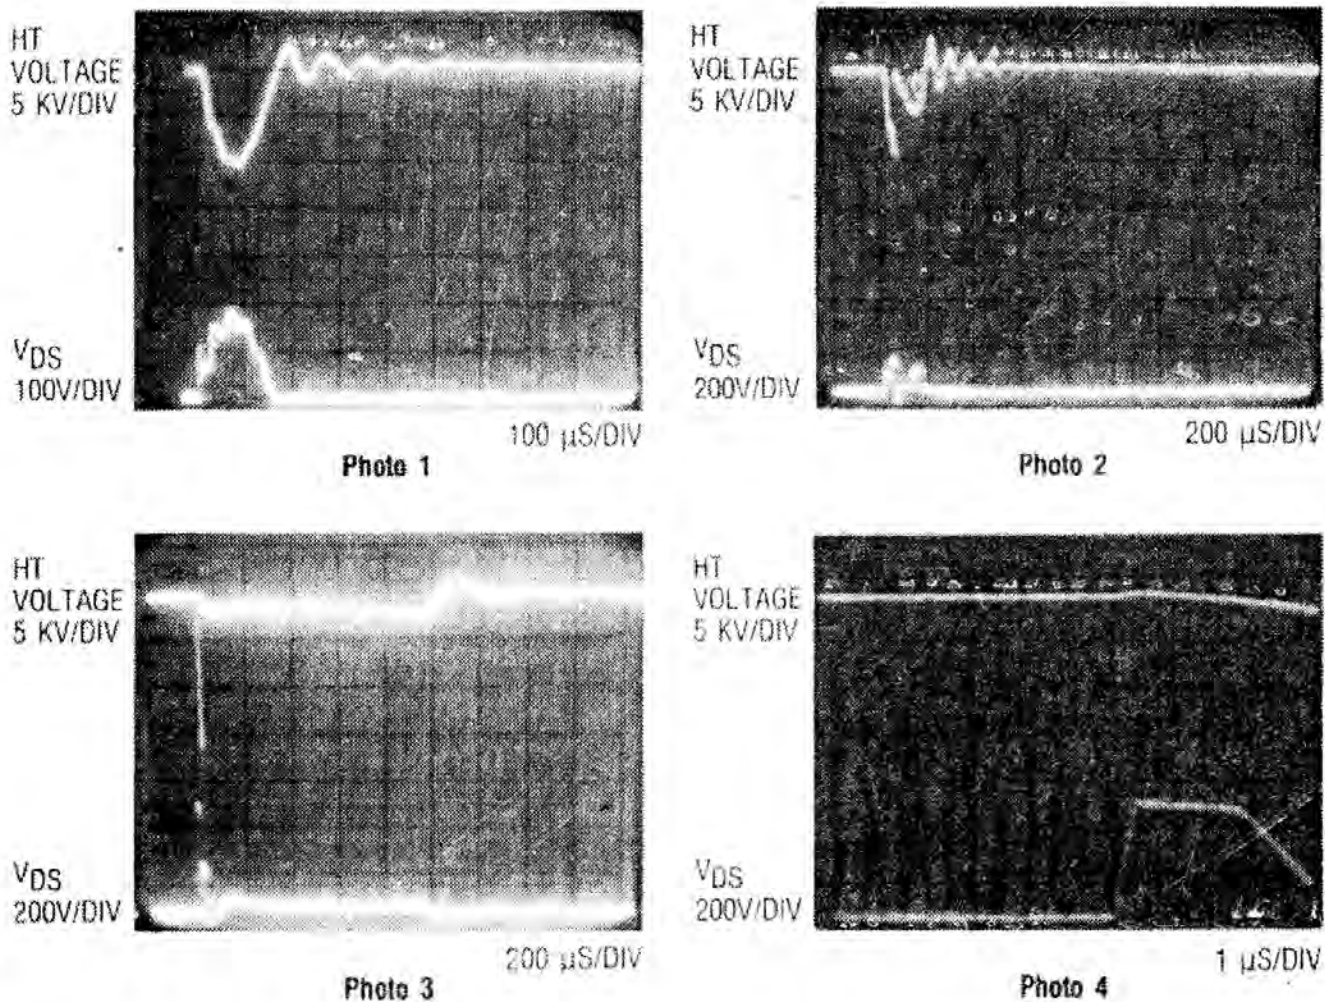 HT
VOLTAGE
5 KV/DIV
VDS
100V/DIV
100 µS/DIV
Photo 1
HT
VOLTAGE
5 KV/DIV
VDS
200V/DIV
200 µS/DIV
Photo 2
HT
VOLTAGE
5 KV/DIV
VDS
200V/DIV
200 µS/DIV
Photo 3
HT
VOLTAGE
5 KV/DIV
VDS
200V/DIV
1 µS/DIV
Photo 4